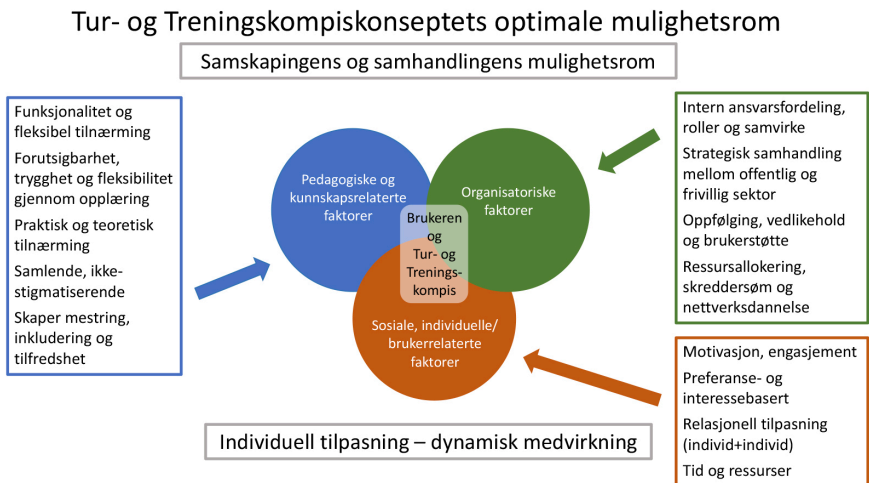 Tur- og Treningskompiskonseptets optimale mulighetsrom
Samskapingens og samhandlingens mulighetsrom
Funksjonalitet og
fleksibel tilnærming
Forutsigbarhet,
trygghet og fleksibilitet
gjennom opplæring
Praktisk og teoretisk
tilnærming
Samlende, ikke-
stigmatiserende
Skaper mestring,
inkludering og
tilfredshet
Pedagogiske og
kunnskapsrelaterte
faktorer
Organisatoriske
faktorer
Brukeren
og
Tur- og
Trenings-
kompis
Sosiale, individuelle/
brukerrelaterte
faktorer
Intern ansvarsfordeling,
roller og samvirke
Strategisk samhandling
mellom offentlig og
frivillig sektor
Oppfølging, vedlikehold
og brukerstøtte
Ressursallokering,
skreddersøm og
nettverksdannelse
Motivasjon, engasjement
Preferanse- og
interessebasert
Relasjonell tilpasning
(individ+individ)
Tid og ressurser
Individuell tilpasning – dynamisk medvirkning